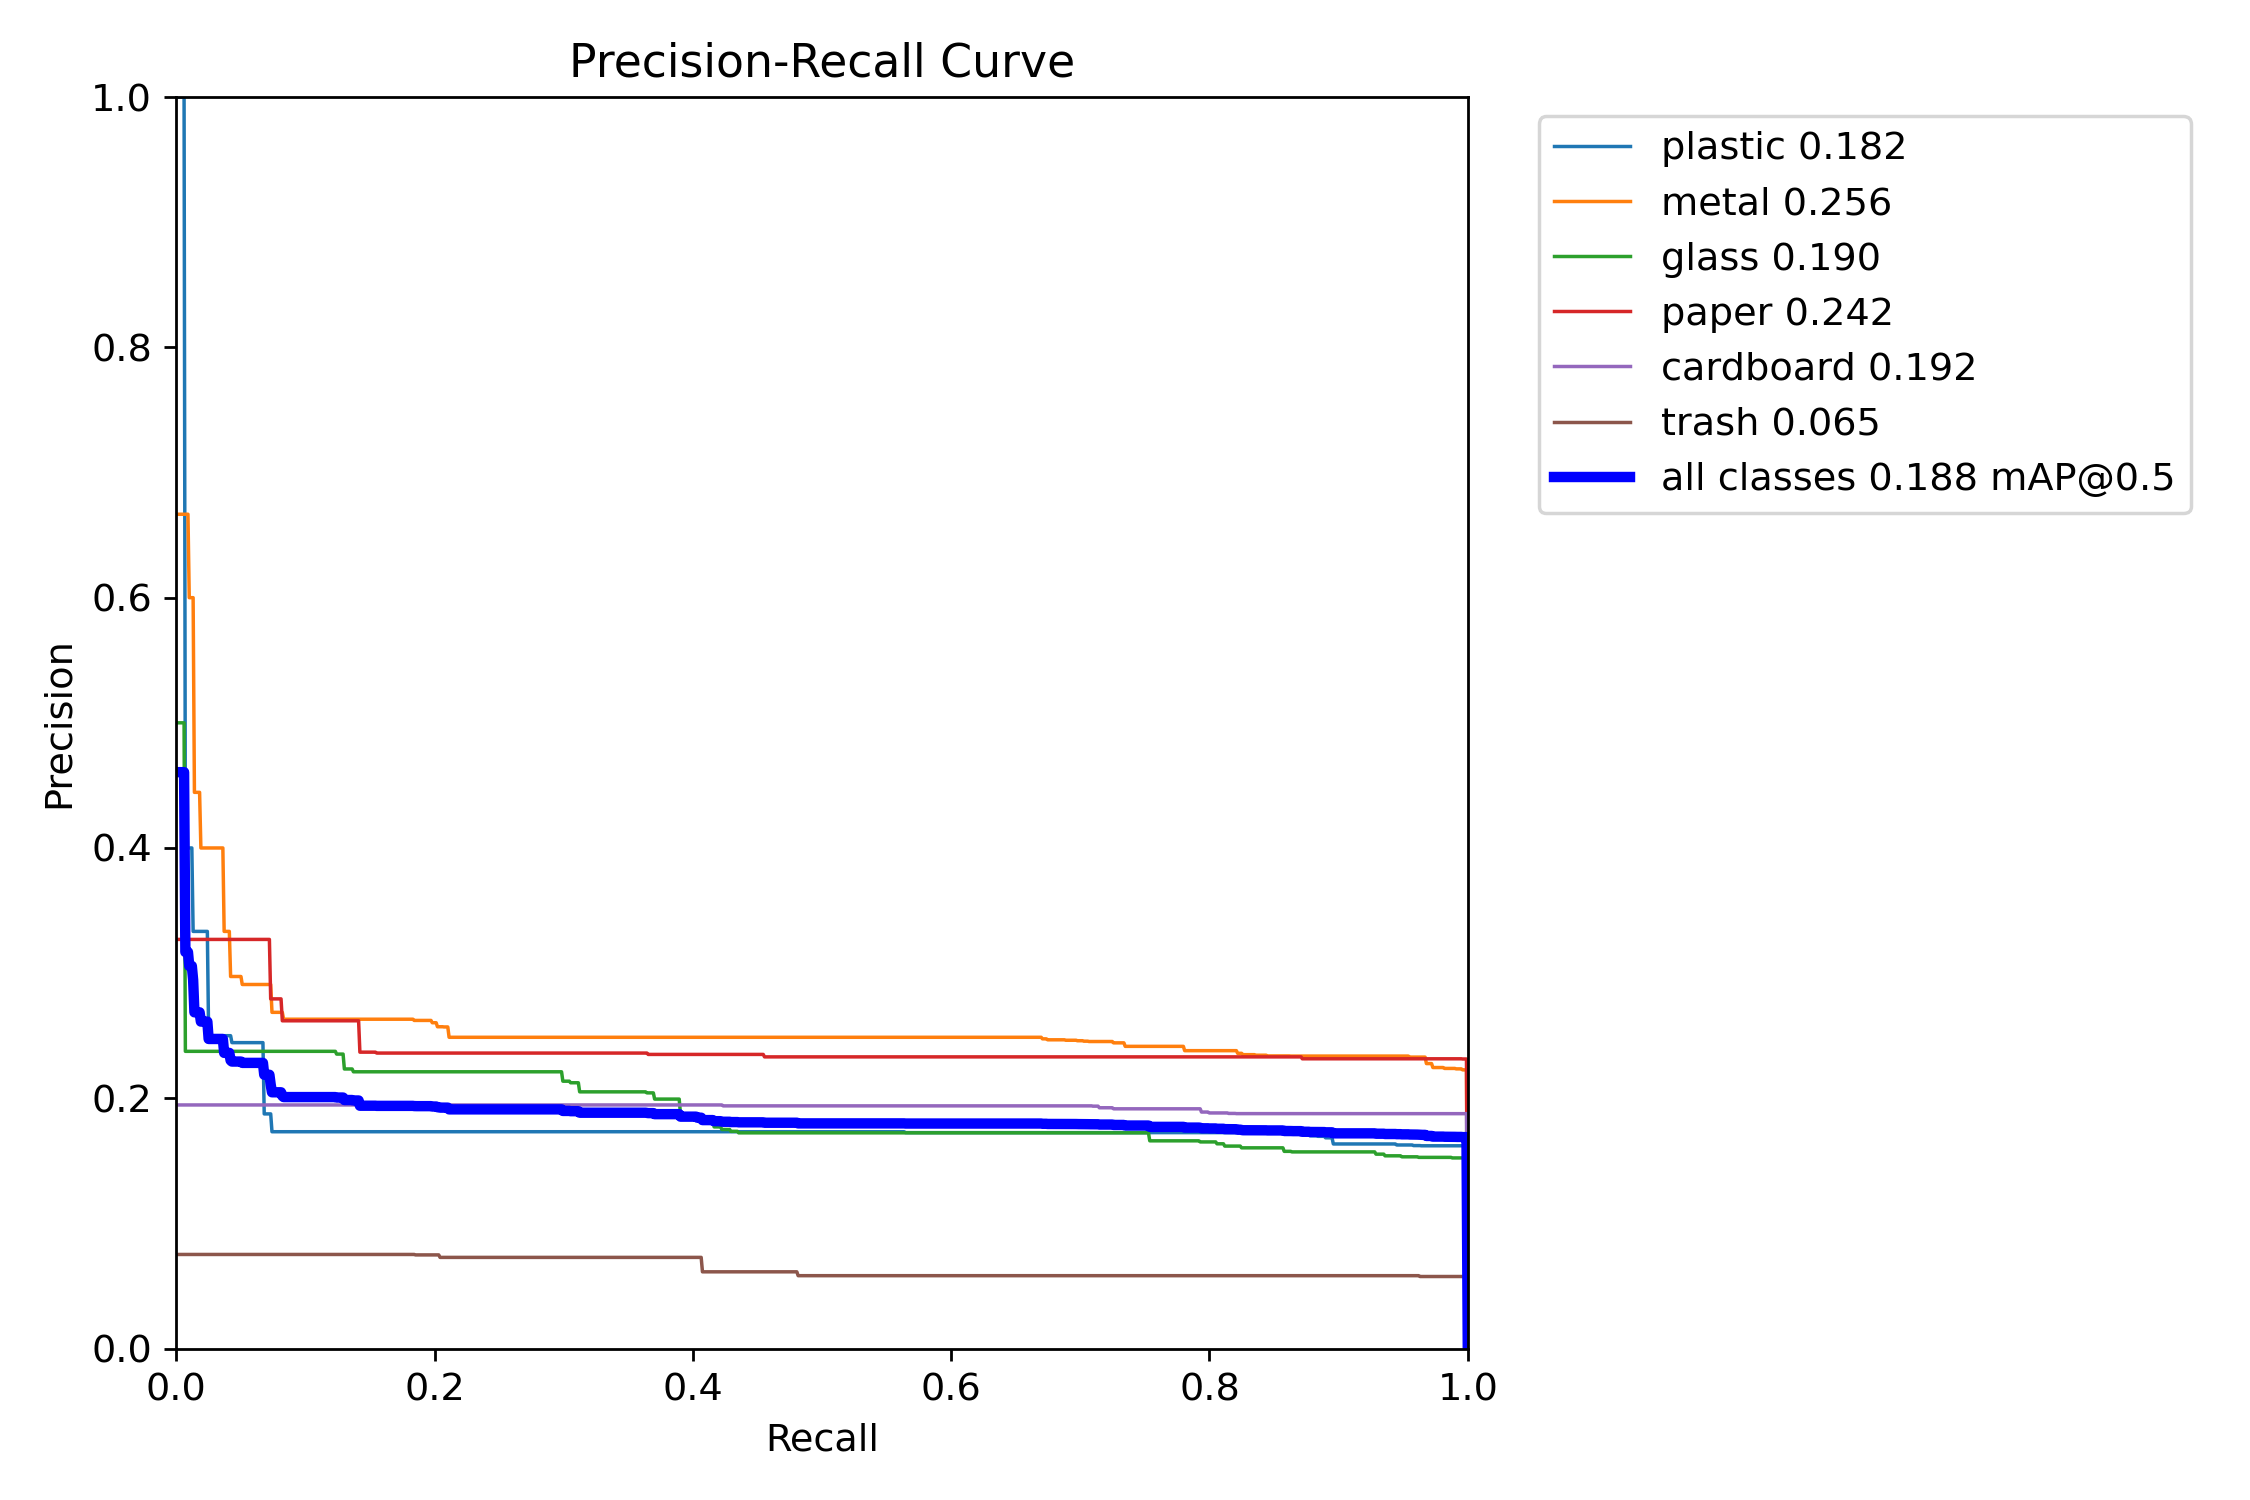 Precision-Recall Curve
1.0
0.8
0.6
0.4
0.2
0.0
Precision
0.0 0.2 0.4 0.6 0.8 1.0
Recall
plastic 0.182
metal 0.256
glass 0.190
paper 0.242
cardboard 0.192
trash 0.065
all classes 0.188 mAP@0.5